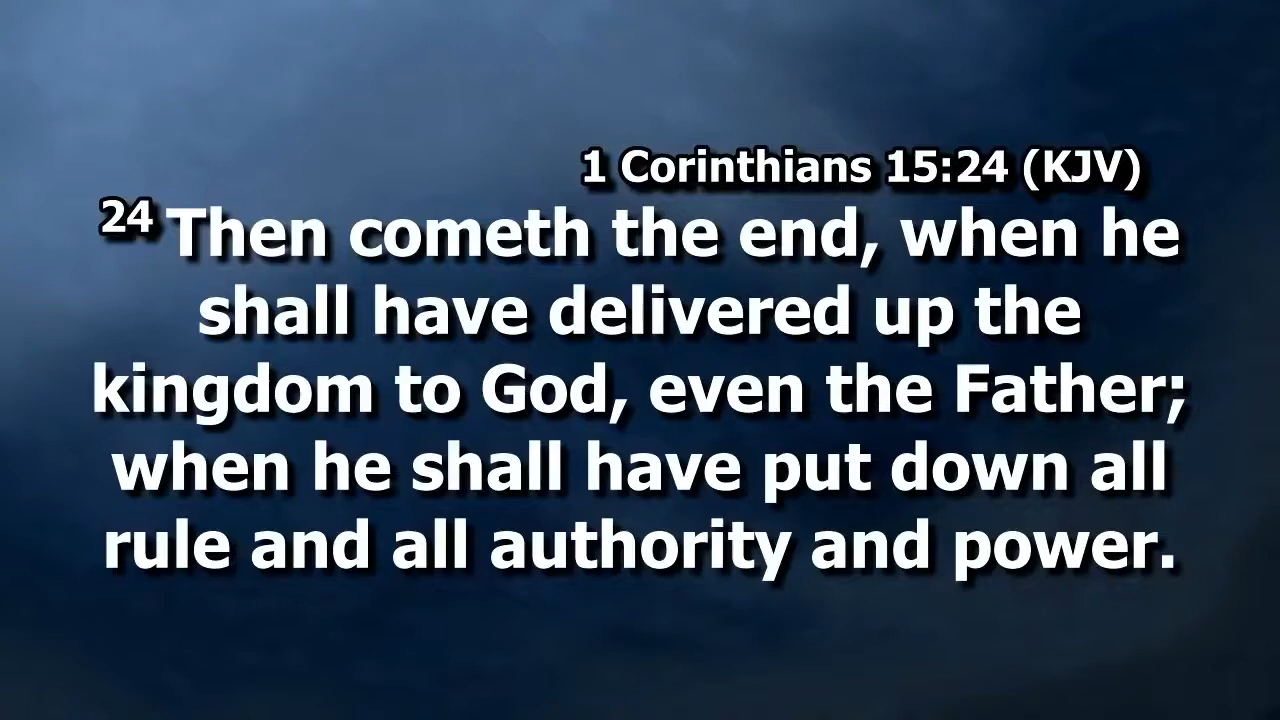 1 Corinthians 15:24 (KJV)
24 Then cometh the end, when he
shall have delivered up the
kingdom to God, even the Father;
when he shall have put down all
rule and all authority and power.